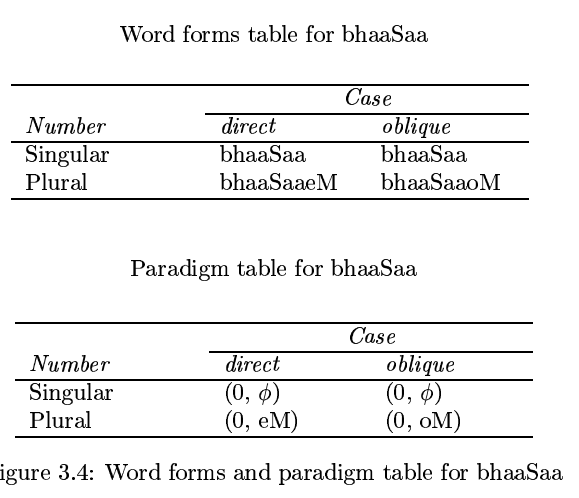 Word forms table for bhaaSaa
Case
Number direct oblique
Singular bhaaSaa bhaaSaa
Plural bhaaSaaeM bhaaSaaoM
Paradigm table for bhaaSaa
Case
Number direct oblique
Singular (0, ϕ) (0, ϕ)
Plural (0, eM) (0, oM)
igure 3.4: Word forms and paradigm table for bhaaSaa